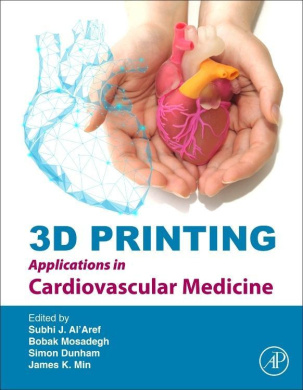 3D PRINTING
Applications in
Cardiovascular Medicine
Edited by
Subhi J. Al'Aref
Bobak Mosadegh
Simon Dunham
James K. Min